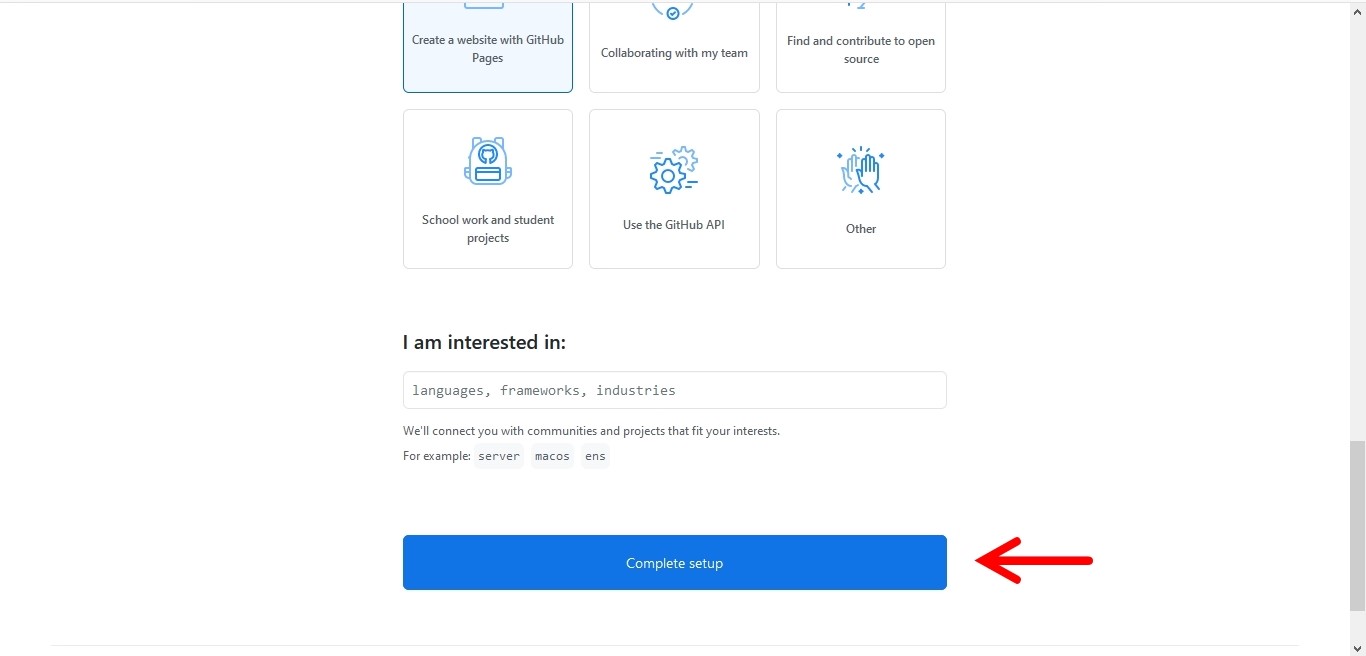 Create a website with GitHub
Pages
Collaborating with my team
Find and contribute to open
source
School work and student
projects
Use the GitHub API
Other
I am interested in:
languages, frameworks, industries
We'll connect you with communities and projects that fit your interests.
For example: server macos ens
Complete setup